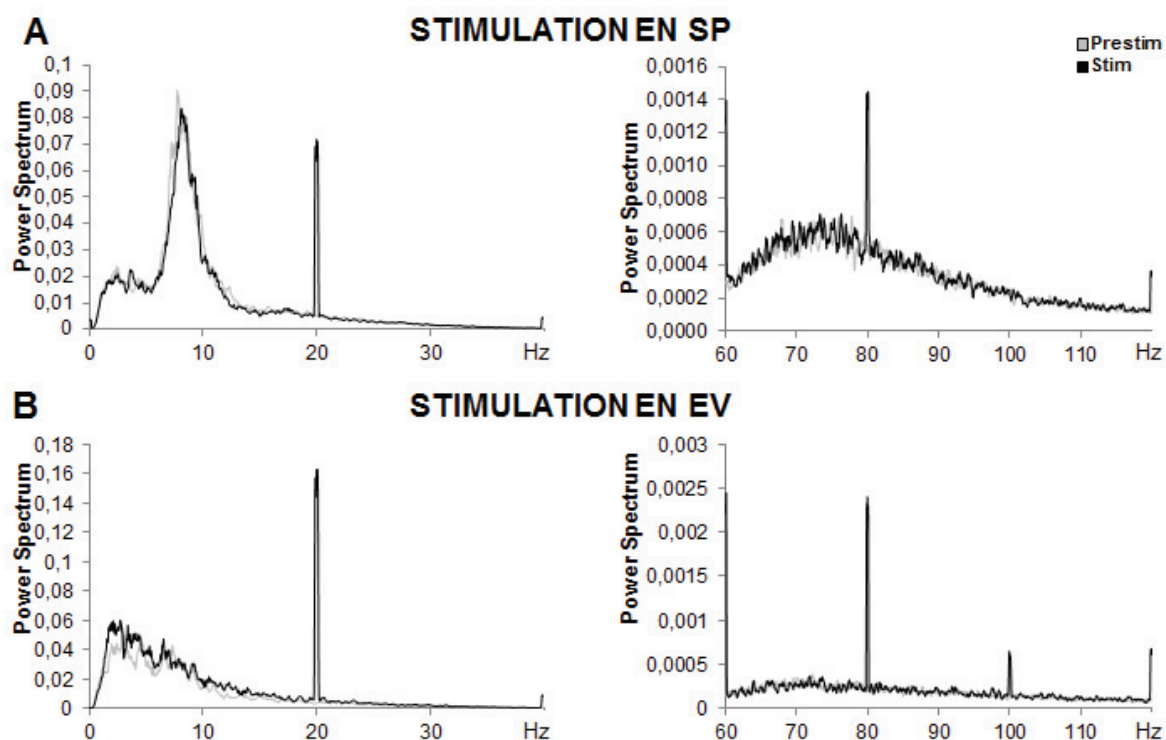 A
STIMULATION EN SP
Prestim
Stim
Power Spectrum
0,1
0,09
0,08
0,07
0,06
0,05
0,04
0,03
0,02
0,01
0
0 10 20 30 Hz
Power Spectrum
0,0016
0,0014
0,0012
0,0010
0,0008
0,0006
0,0004
0,0002
0,0000
60 70 80 90 100 110 Hz
B
STIMULATION EN EV
Power Spectrum
0,18
0,16
0,14
0,12
0,1
0,08
0,06
0,04
0,02
0
0 10 20 30 Hz
Power Spectrum
0,003
0,0025
0,002
0,0015
0,001
0,0005
0
60 70 80 90 100 110 Hz